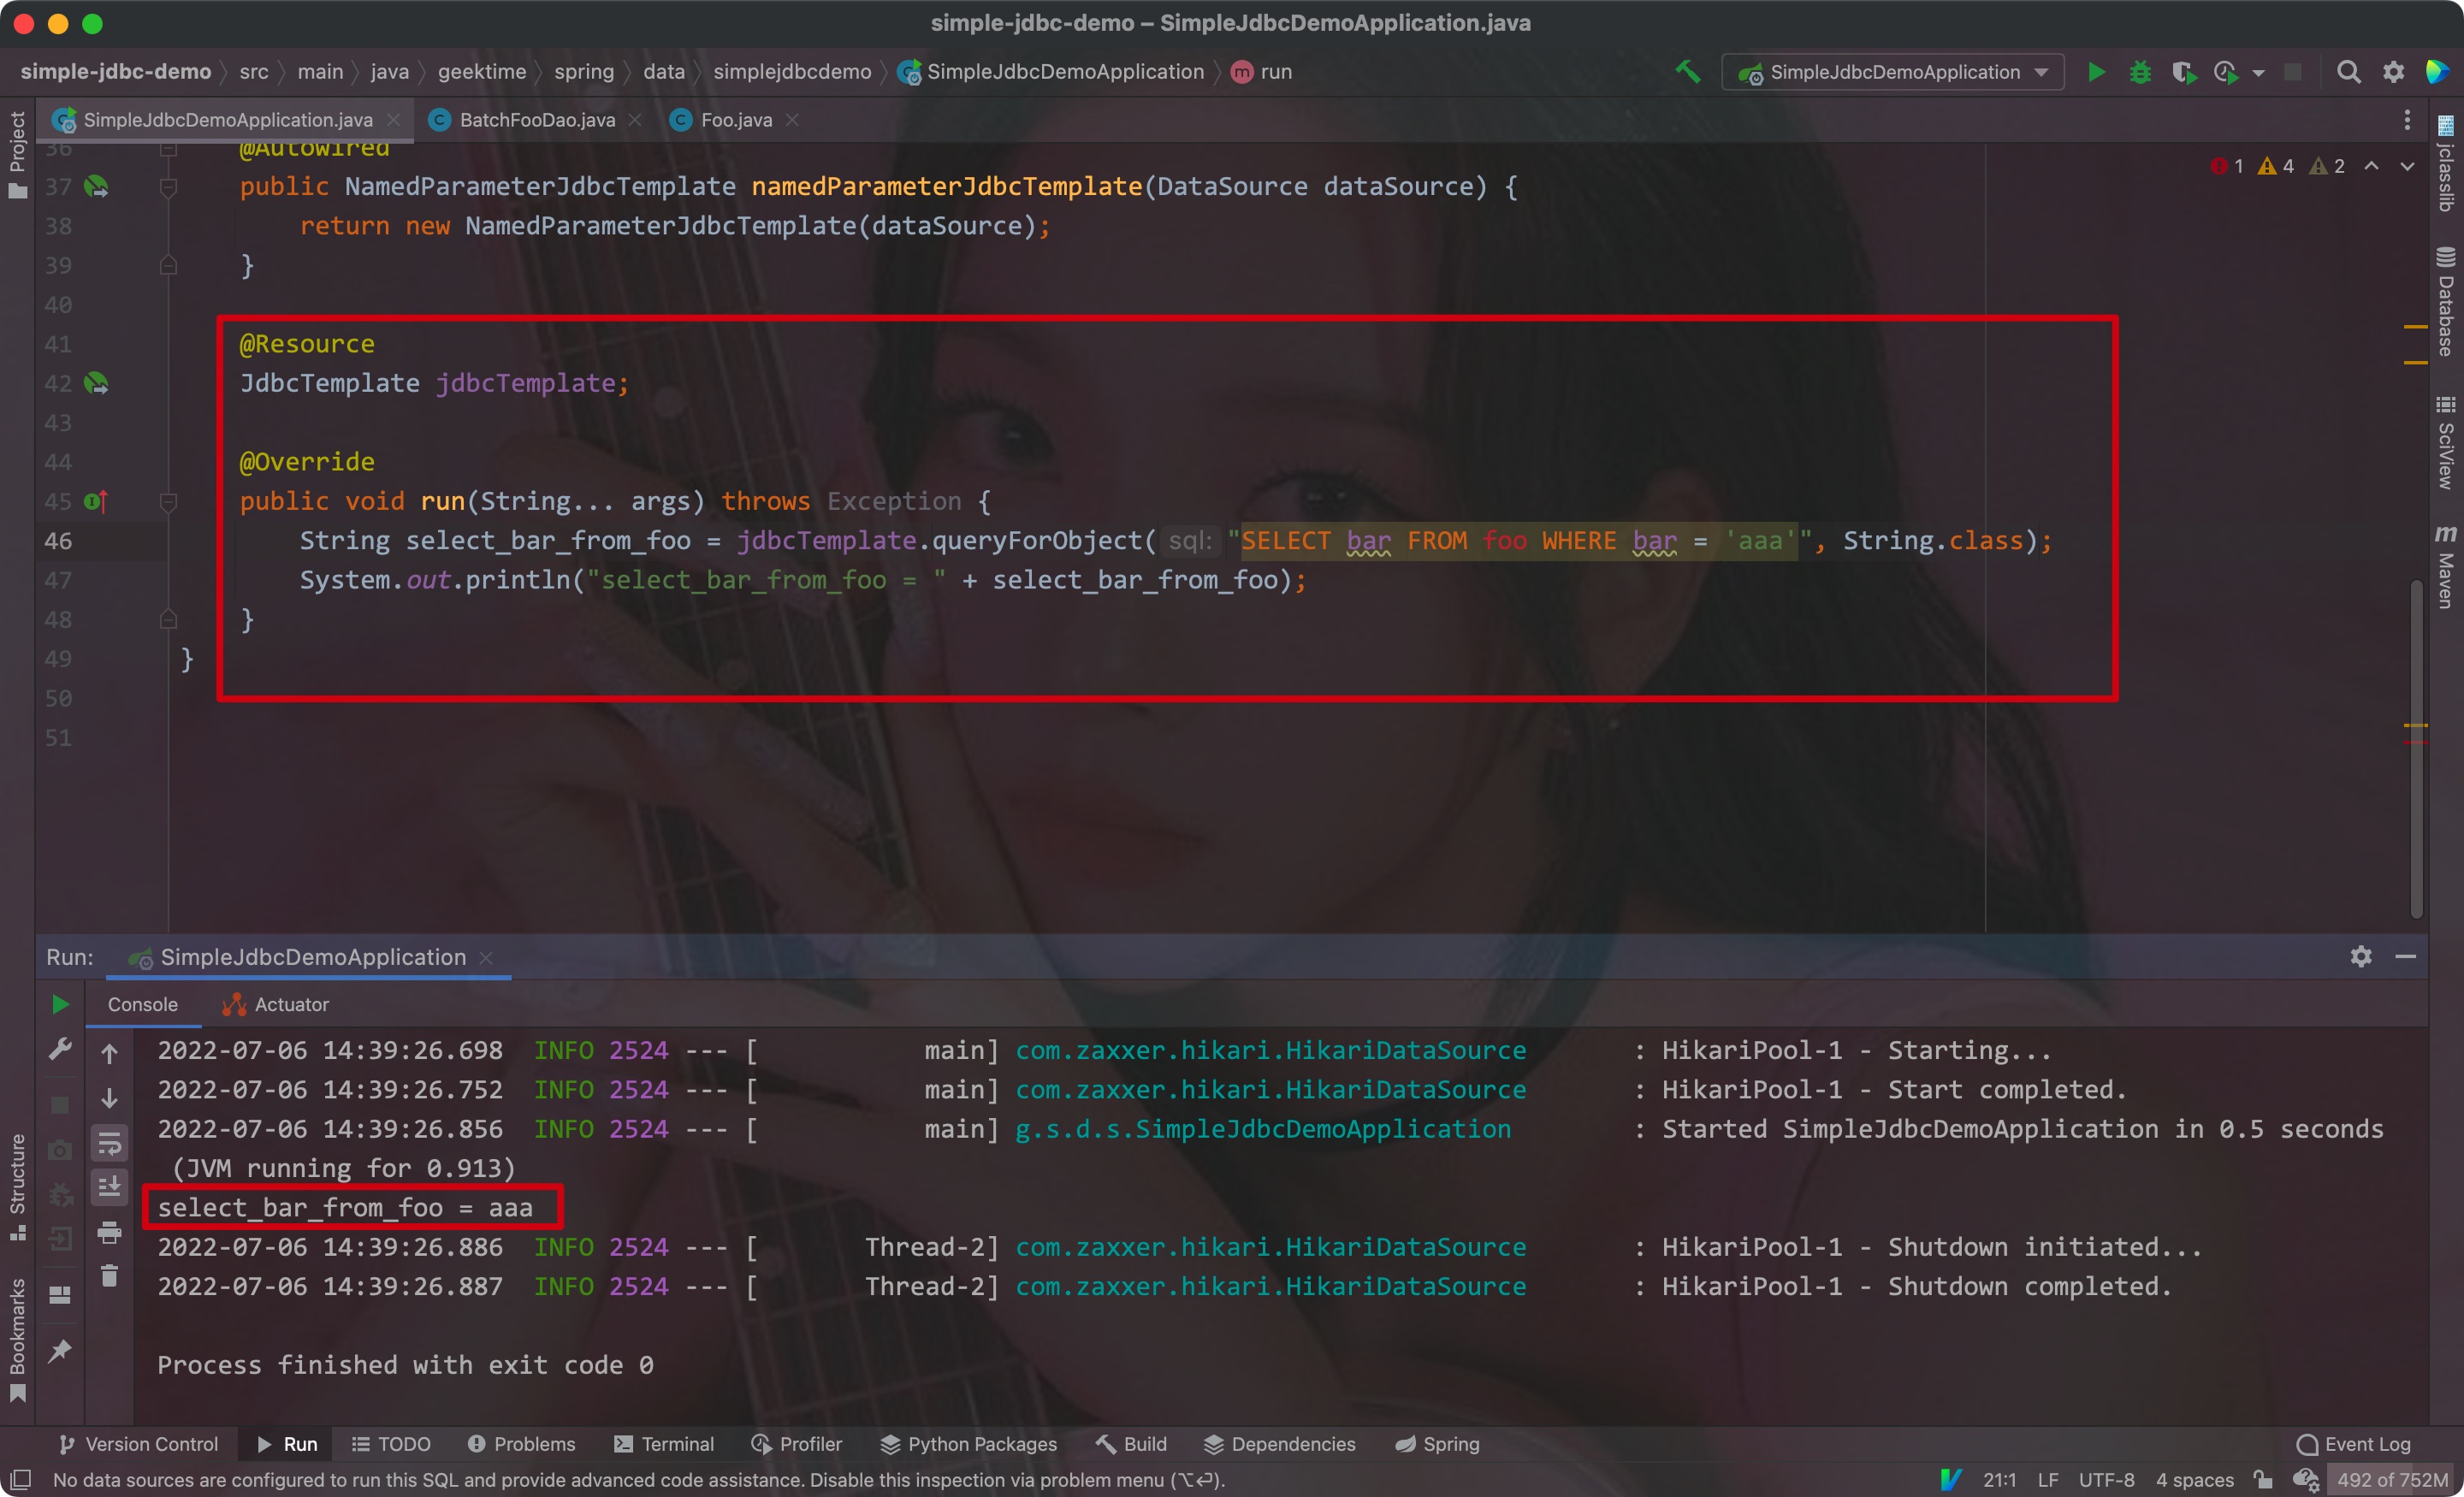 simple-jdbc-demo – SimpleJdbcDemoApplication.java
simple-jdbc-demo src main java geektime spring data simplejdbcdemo SimpleJdbcDemoApplication m run SimpleJdbcDemoApplication
SimpleJdbcDemoApplication.java BatchFooDao.java Foo.java
Project
jclasslib
Database
SciView
Maven
1 4 2
36 @Autowired
37 public NamedParameterJdbcTemplate namedParameterJdbcTemplate(DataSource dataSource) {
38 return new NamedParameterJdbcTemplate(dataSource);
39 }
40
41 @Resource
42 JdbcTemplate jdbcTemplate;
43
44 @Override
45 public void run(String... args) throws Exception {
46 String select_bar_from_foo = jdbcTemplate.queryForObject( sql: "SELECT bar FROM foo WHERE bar = 'aaa'", String.class);
47 System.out.println("select_bar_from_foo = " + select_bar_from_foo);
48 }
49 }
50
51
Run: SimpleJdbcDemoApplication
Console Actuator
2022-07-06 14:39:26.698 INFO 2524 --- [ main] com.zaxxer.hikari.HikariDataSource : HikariPool-1 - Starting...
2022-07-06 14:39:26.752 INFO 2524 --- [ main] com.zaxxer.hikari.HikariDataSource : HikariPool-1 - Start completed.
2022-07-06 14:39:26.856 INFO 2524 --- [ main] g.s.d.s.SimpleJdbcDemoApplication : Started SimpleJdbcDemoApplication in 0.5 seconds
(JVM running for 0.913)
select_bar_from_foo = aaa
2022-07-06 14:39:26.886 INFO 2524 --- [ Thread-2] com.zaxxer.hikari.HikariDataSource : HikariPool-1 - Shutdown initiated...
2022-07-06 14:39:26.887 INFO 2524 --- [ Thread-2] com.zaxxer.hikari.HikariDataSource : HikariPool-1 - Shutdown completed.
Process finished with exit code 0
Structure
Bookmarks
Version Control Run TODO Problems Terminal Profiler Python Packages Build Dependencies Spring Event Log
No data sources are configured to run this SQL and provide advanced code assistance. Disable this inspection via problem menu (⌥⏎). 21:1 LF UTF-8 4 spaces 492 of 752M